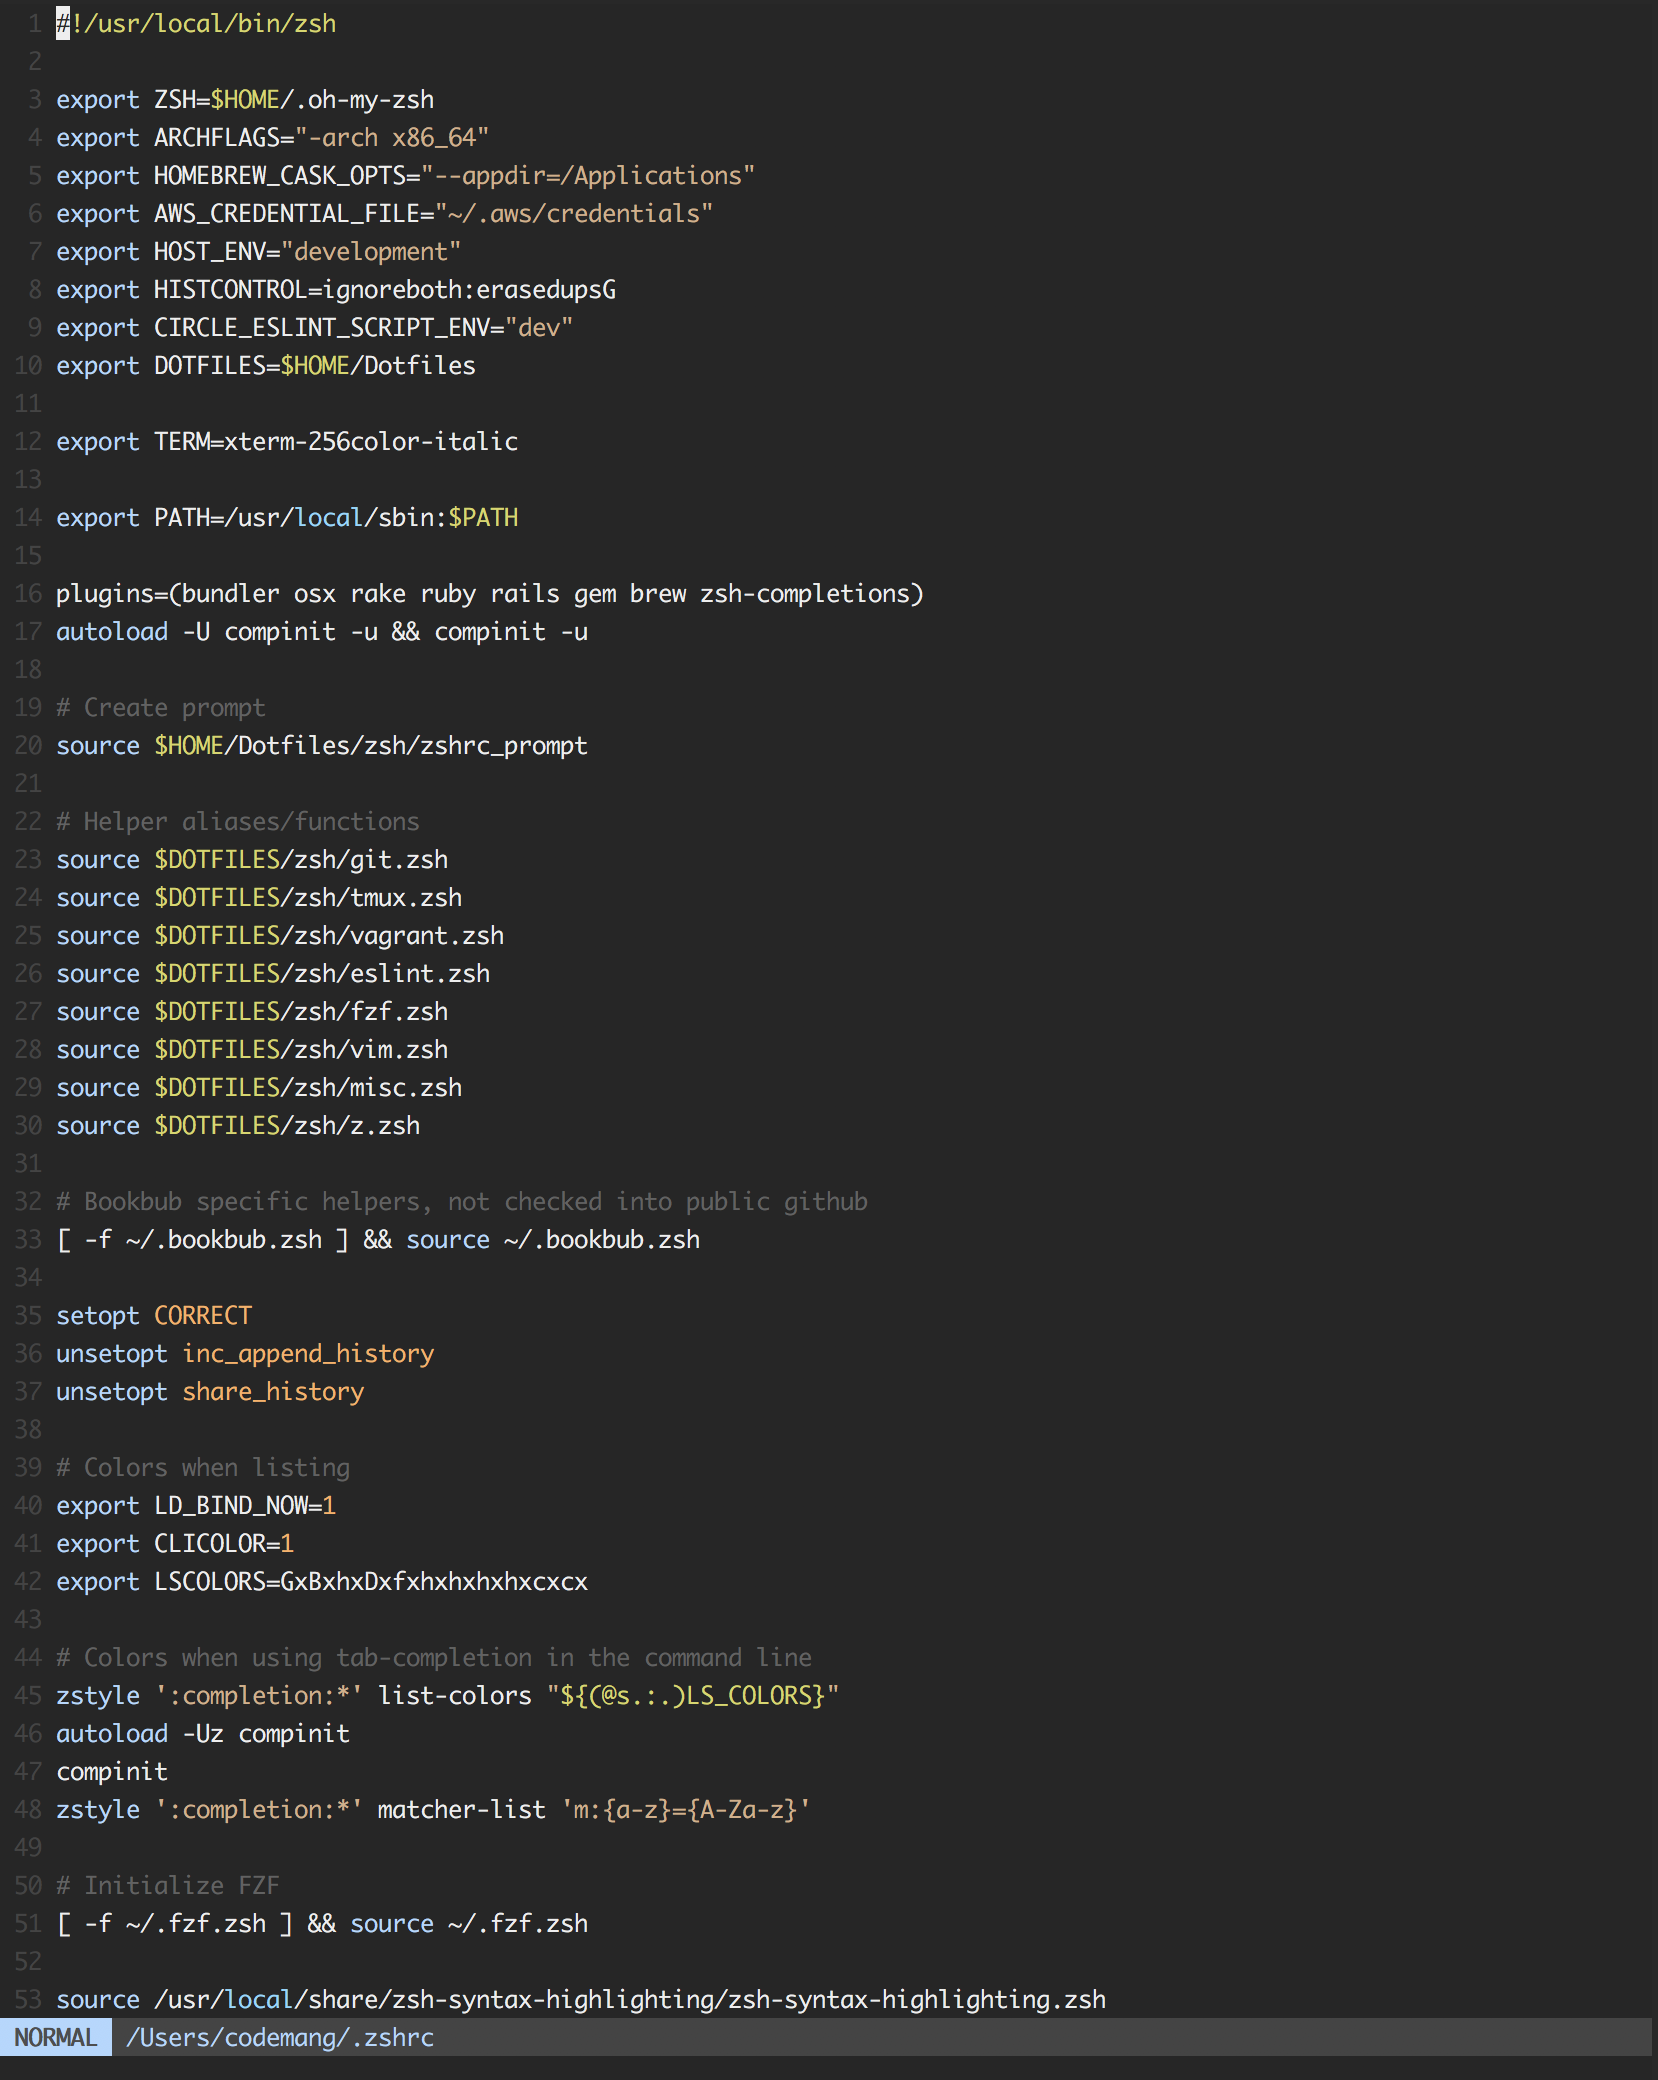 1 #!/usr/local/bin/zsh
2
3 export ZSH=$HOME/.oh-my-zsh
4 export ARCHFLAGS="-arch x86_64"
5 export HOMEBREW_CASK_OPTS="--appdir=/Applications"
6 export AWS_CREDENTIAL_FILE="~/.aws/credentials"
7 export HOST_ENV="development"
8 export HISTCONTROL=ignoreboth:erasedupsG
9 export CIRCLE_ESLINT_SCRIPT_ENV="dev"
10 export DOTFILES=$HOME/Dotfiles
11
12 export TERM=xterm-256color-italic
13
14 export PATH=/usr/local/sbin:$PATH
15
16 plugins=(bundler osx rake ruby rails gem brew zsh-completions)
17 autoload -U compinit -u && compinit -u
18
19 # Create prompt
20 source $HOME/Dotfiles/zsh/zshrc_prompt
21
22 # Helper aliases/functions
23 source $DOTFILES/zsh/git.zsh
24 source $DOTFILES/zsh/tmux.zsh
25 source $DOTFILES/zsh/vagrant.zsh
26 source $DOTFILES/zsh/eslint.zsh
27 source $DOTFILES/zsh/fzf.zsh
28 source $DOTFILES/zsh/vim.zsh
29 source $DOTFILES/zsh/misc.zsh
30 source $DOTFILES/zsh/z.zsh
31
32 # Bookbub specific helpers, not checked into public github
33 [ -f ~/.bookbub.zsh ] && source ~/.bookbub.zsh
34
35 setopt CORRECT
36 unsetopt inc_append_history
37 unsetopt share_history
38
39 # Colors when listing
40 export LD_BIND_NOW=1
41 export CLICOLOR=1
42 export LSCOLORS=GxBxhxDxfxhxhxhxhxcxcx
43
44 # Colors when using tab-completion in the command line
45 zstyle ':completion:*' list-colors "${(@s.:.)LS_COLORS}"
46 autoload -Uz compinit
47 compinit
48 zstyle ':completion:*' matcher-list 'm:{a-z}={A-Za-z}'
49
50 # Initialize FZF
51 [ -f ~/.fzf.zsh ] && source ~/.fzf.zsh
52
53 source /usr/local/share/zsh-syntax-highlighting/zsh-syntax-highlighting.zsh
NORMAL /Users/codemang/.zshrc